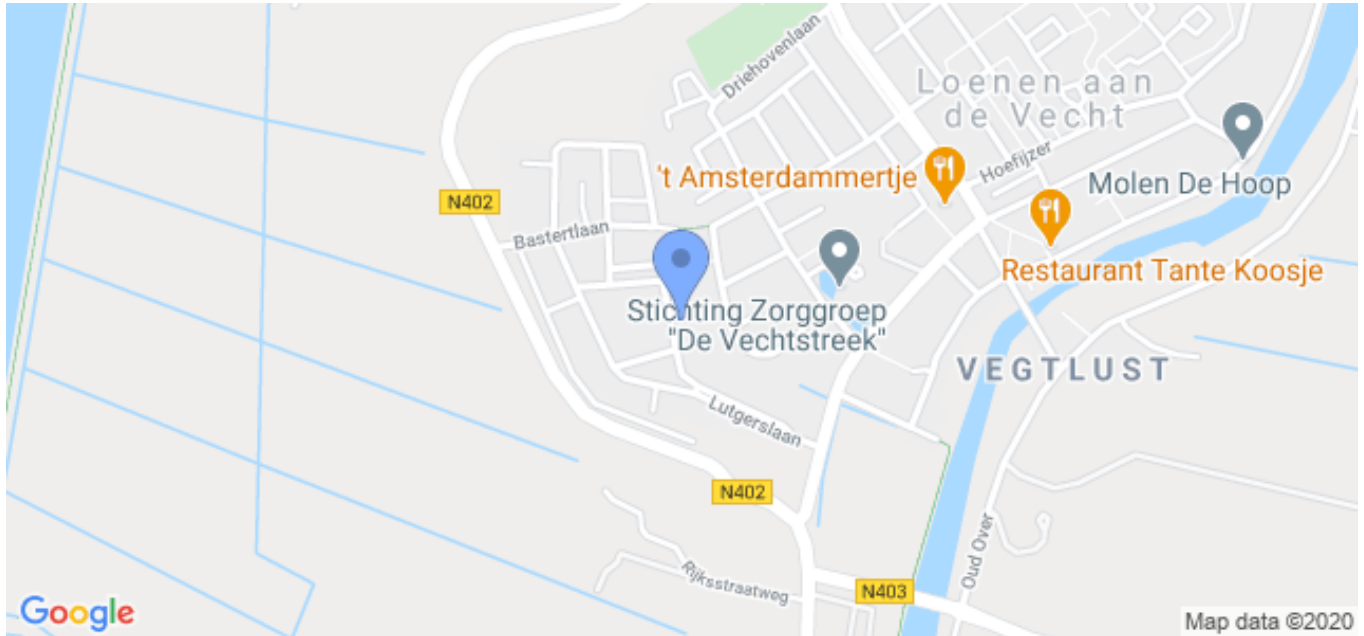 Driehovenlaan
Loenen aan
de Vecht
Hoefijzer
't Amsterdammertje
Molen De Hoop
N402
Bastertlaan
Restaurant Tante Koosje
Stichting Zorggroep
"De Vechtstreek"
VEGTLUST
Lutgerslaan
N402
Oud Over
Rijksstraatweg
N403
Google
Map data ©2020